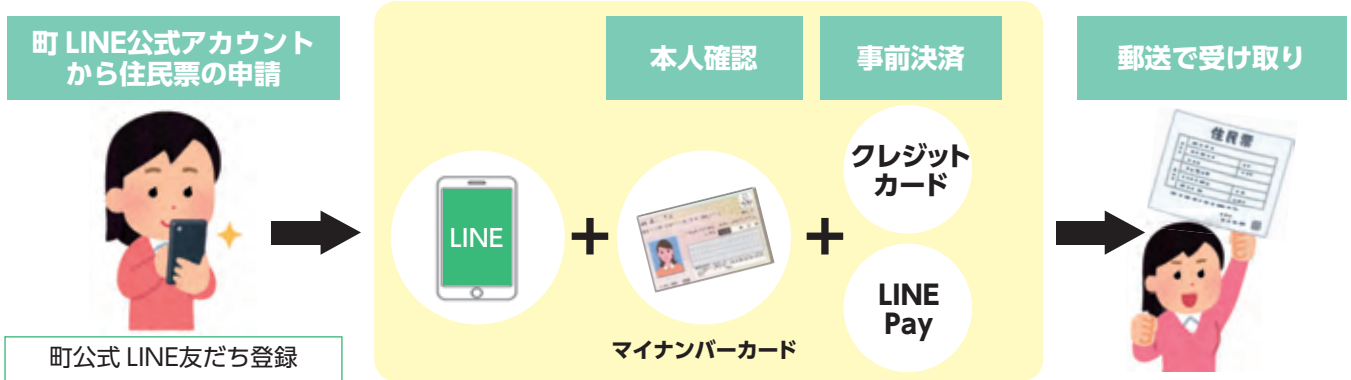 町 LINE公式アカウント
から住民票の申請
町公式 LINE友だち登録
LINE
本人確認
マイナンバーカード
事前決済
クレジット
カード
LINE
Pay
郵送で受け取り
住民票